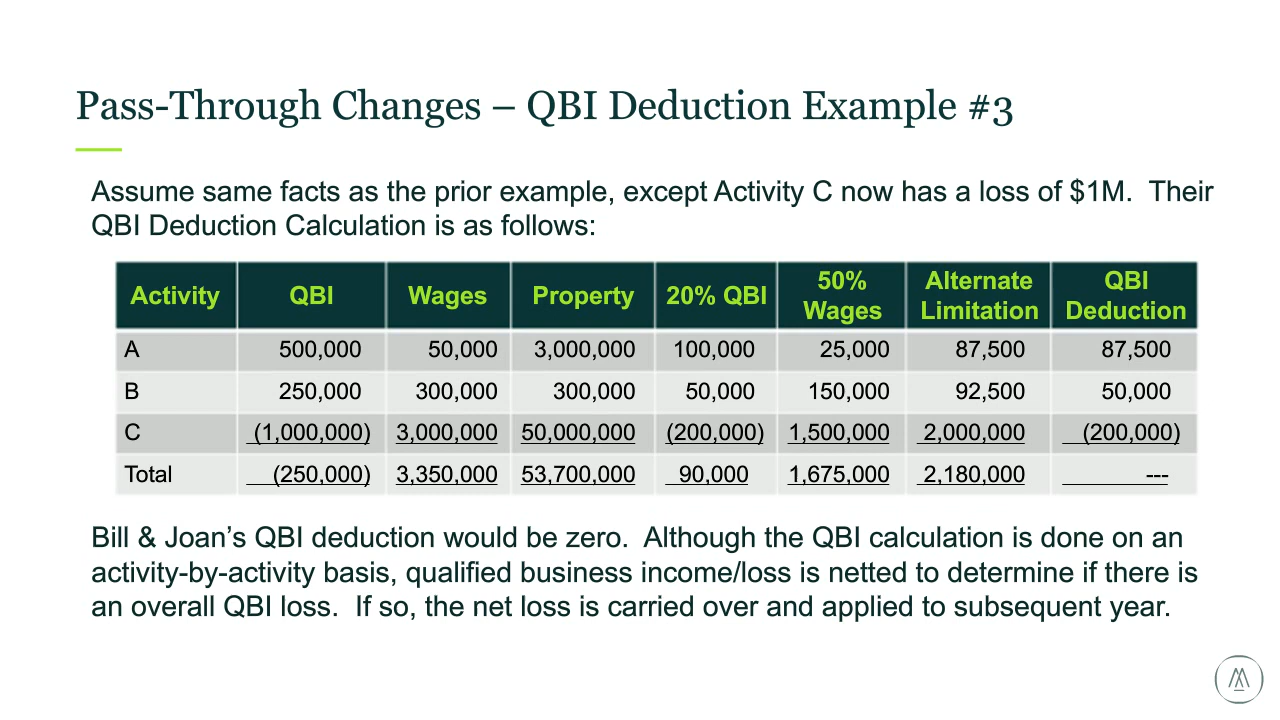 Pass-Through Changes – QBI Deduction Example #3
Assume same facts as the prior example, except Activity C now has a loss of $1M.  Their
QBI Deduction Calculation is as follows:
Activity QBI Wages Property 20% QBI 50% Wages Alternate Limitation QBI Deduction
A 500,000 50,000 3,000,000 100,000 25,000 87,500 87,500
B 250,000 300,000 300,000 50,000 150,000 92,500 50,000
C (1,000,000) 3,000,000 50,000,000 (200,000) 1,500,000 2,000,000 (200,000)
Total (250,000) 3,350,000 53,700,000 90,000 1,675,000 2,180,000 ---
Bill & Joan’s QBI deduction would be zero.  Although the QBI calculation is done on an
activity-by-activity basis, qualified business income/loss is netted to determine if there is
an overall QBI loss.  If so, the net loss is carried over and applied to subsequent year.